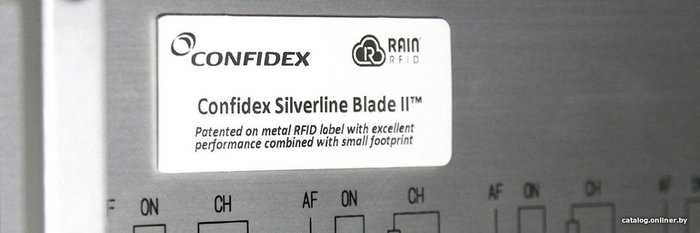 CONFIDEX
RAIN®
RFID
Confidex Silverline Blade II™
Patented on metal RFID label with excellent
performance combined with small footprint
F ON CH AF ON CH AF ON CH AF ON
catalog.onliner.by